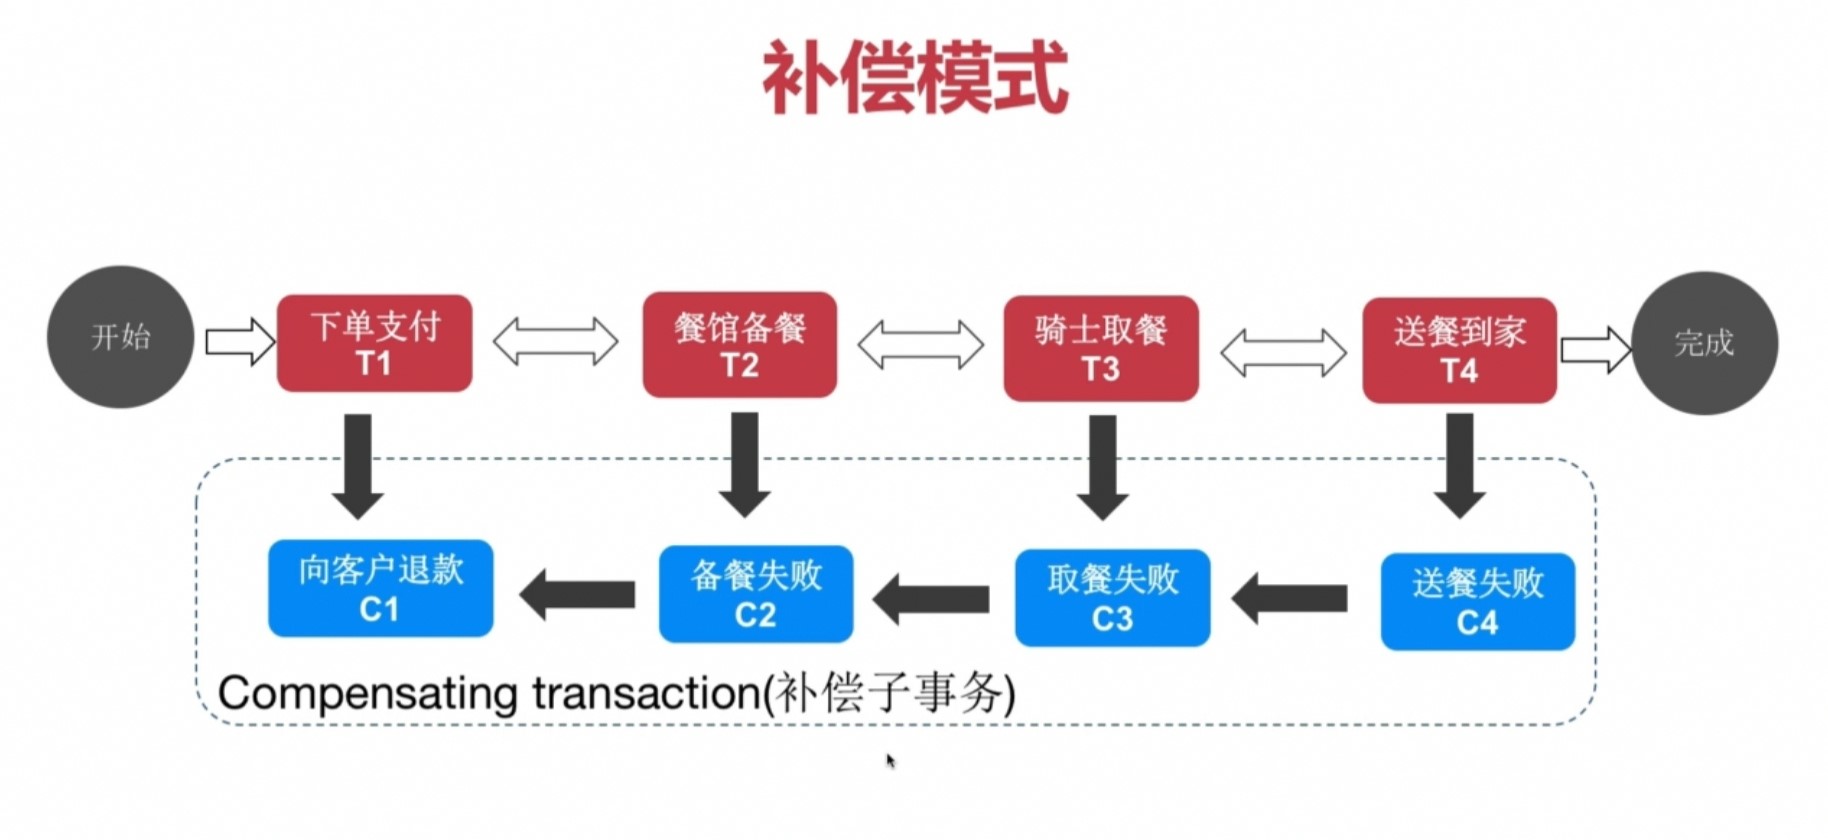 补偿模式
开始
下单支付
T1
餐馆备餐
T2
骑士取餐
T3
送餐到家
T4
完成
向客户退款
C1
备餐失败
C2
取餐失败
C3
送餐失败
C4
Compensating transaction(补偿子事务)